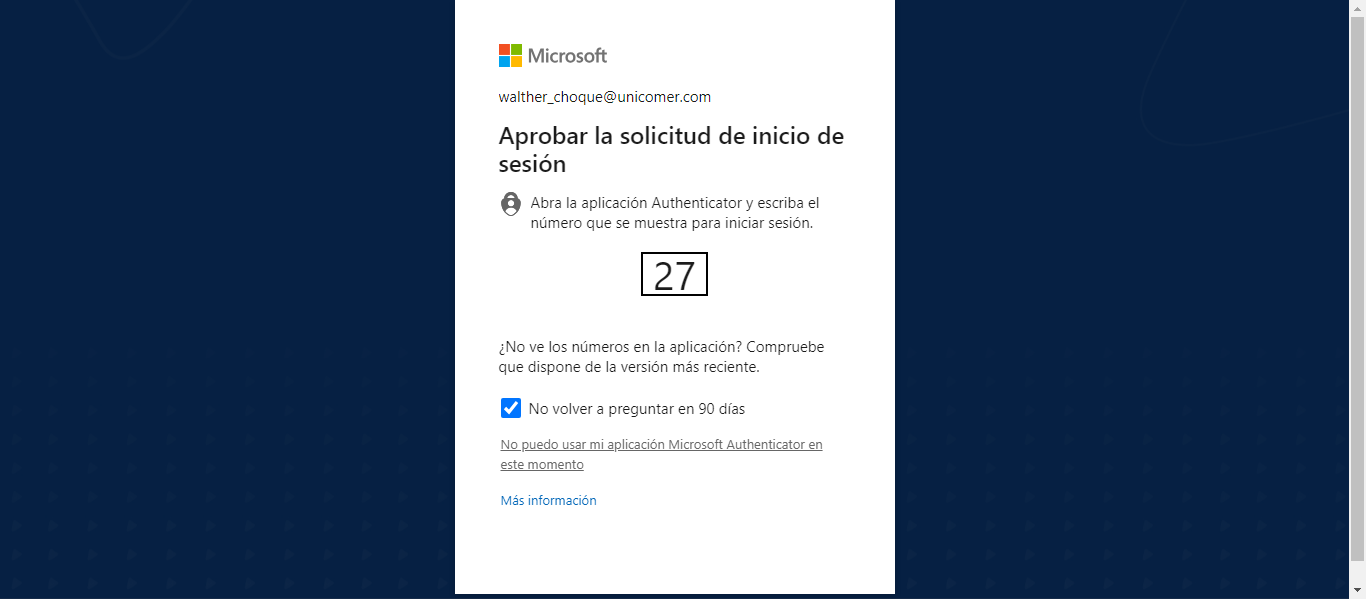 Microsoft
walther_choque@unicomer.com
Aprobar la solicitud de inicio de
sesión
Abra la aplicación Authenticator y escriba el
número que se muestra para iniciar sesión.
27
¿No ve los números en la aplicación? Compruebe
que dispone de la versión más reciente.
No volver a preguntar en 90 días
No puedo usar mi aplicación Microsoft Authenticator en
este momento
Más información